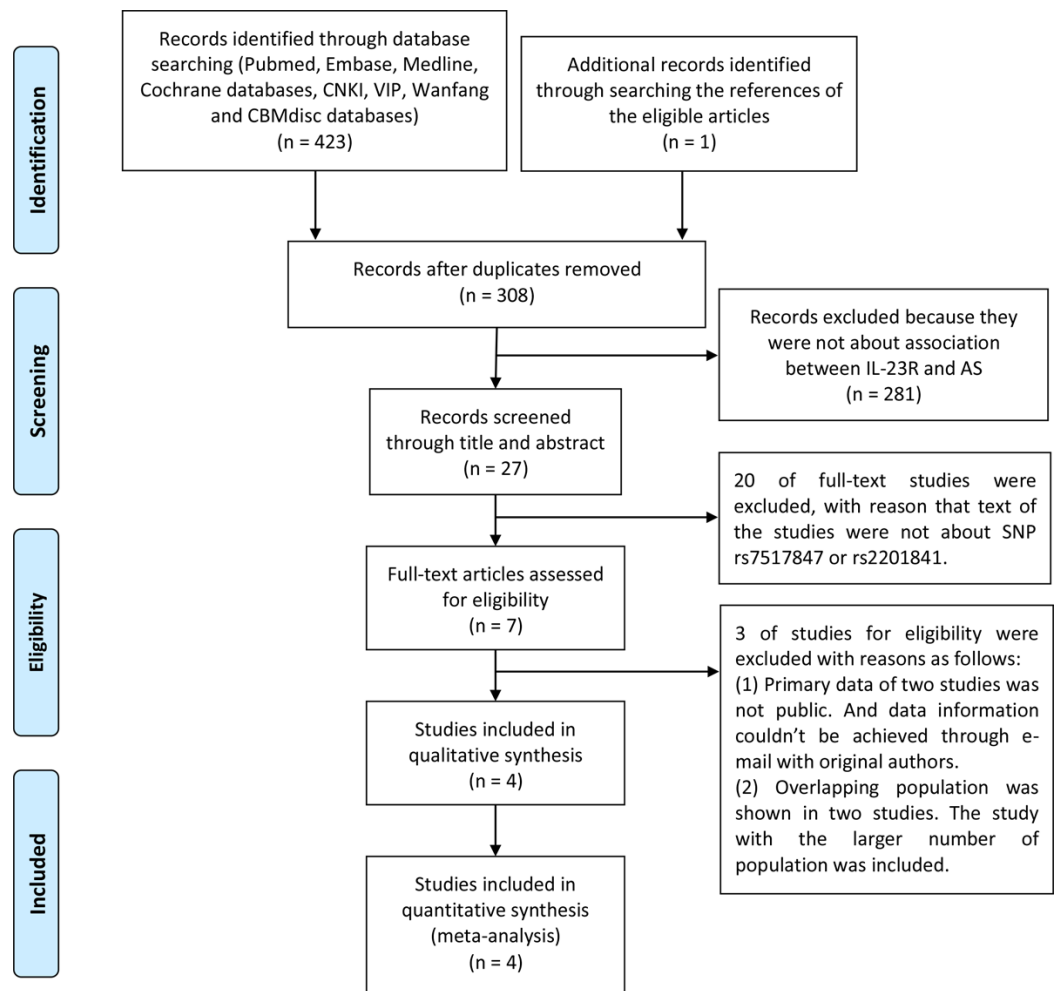 Identification
Records identified through database
searching (Pubmed, Embase, Medline,
Cochrane databases, CNKI, VIP, Wanfang
and CBMdisc databases)
(n = 423)
Additional records identified
through searching the references of
the eligible articles
(n = 1)
Records after duplicates removed
(n = 308)
Screening
Records excluded because they
were not about association
between IL-23R and AS
(n = 281)
Records screened
through title and abstract
(n = 27)
20 of full-text studies were
excluded, with reason that text of
the studies were not about SNP
rs7517847 or rs2201841.
Eligibility
Full-text articles assessed
for eligibility
(n = 7)
3 of studies for eligibility were
excluded with reasons as follows:
(1) Primary data of two studies was
not public. And data information
couldn't be achieved through e-
mail with original authors.
(2) Overlapping population was
shown in two studies. The study
with the larger number of
population was included.
Studies included in
qualitative synthesis
(n = 4)
Included
Studies included in
quantitative synthesis
(meta-analysis)
(n = 4)